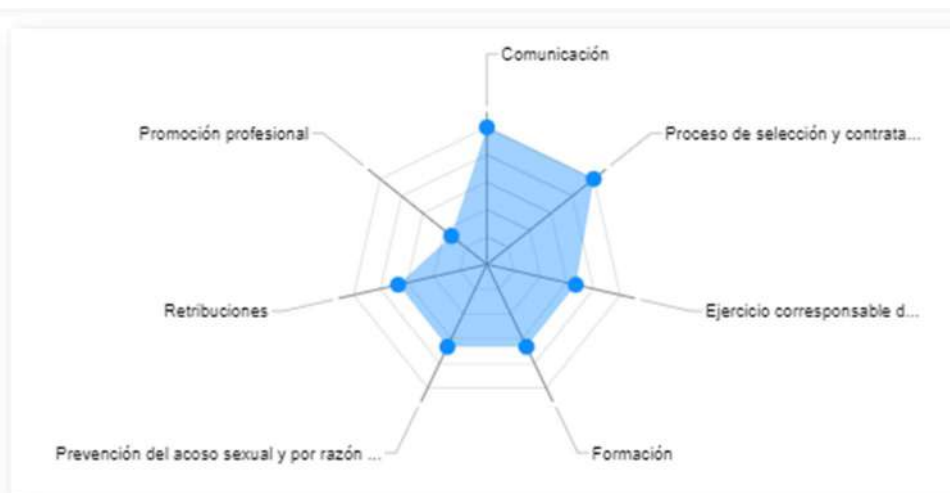 Comunicación
Promoción profesional
Proceso de selección y contrata...
Retribuciones
Ejercicio corresponsable d...
Prevención del acoso sexual y por razón ...
Formación